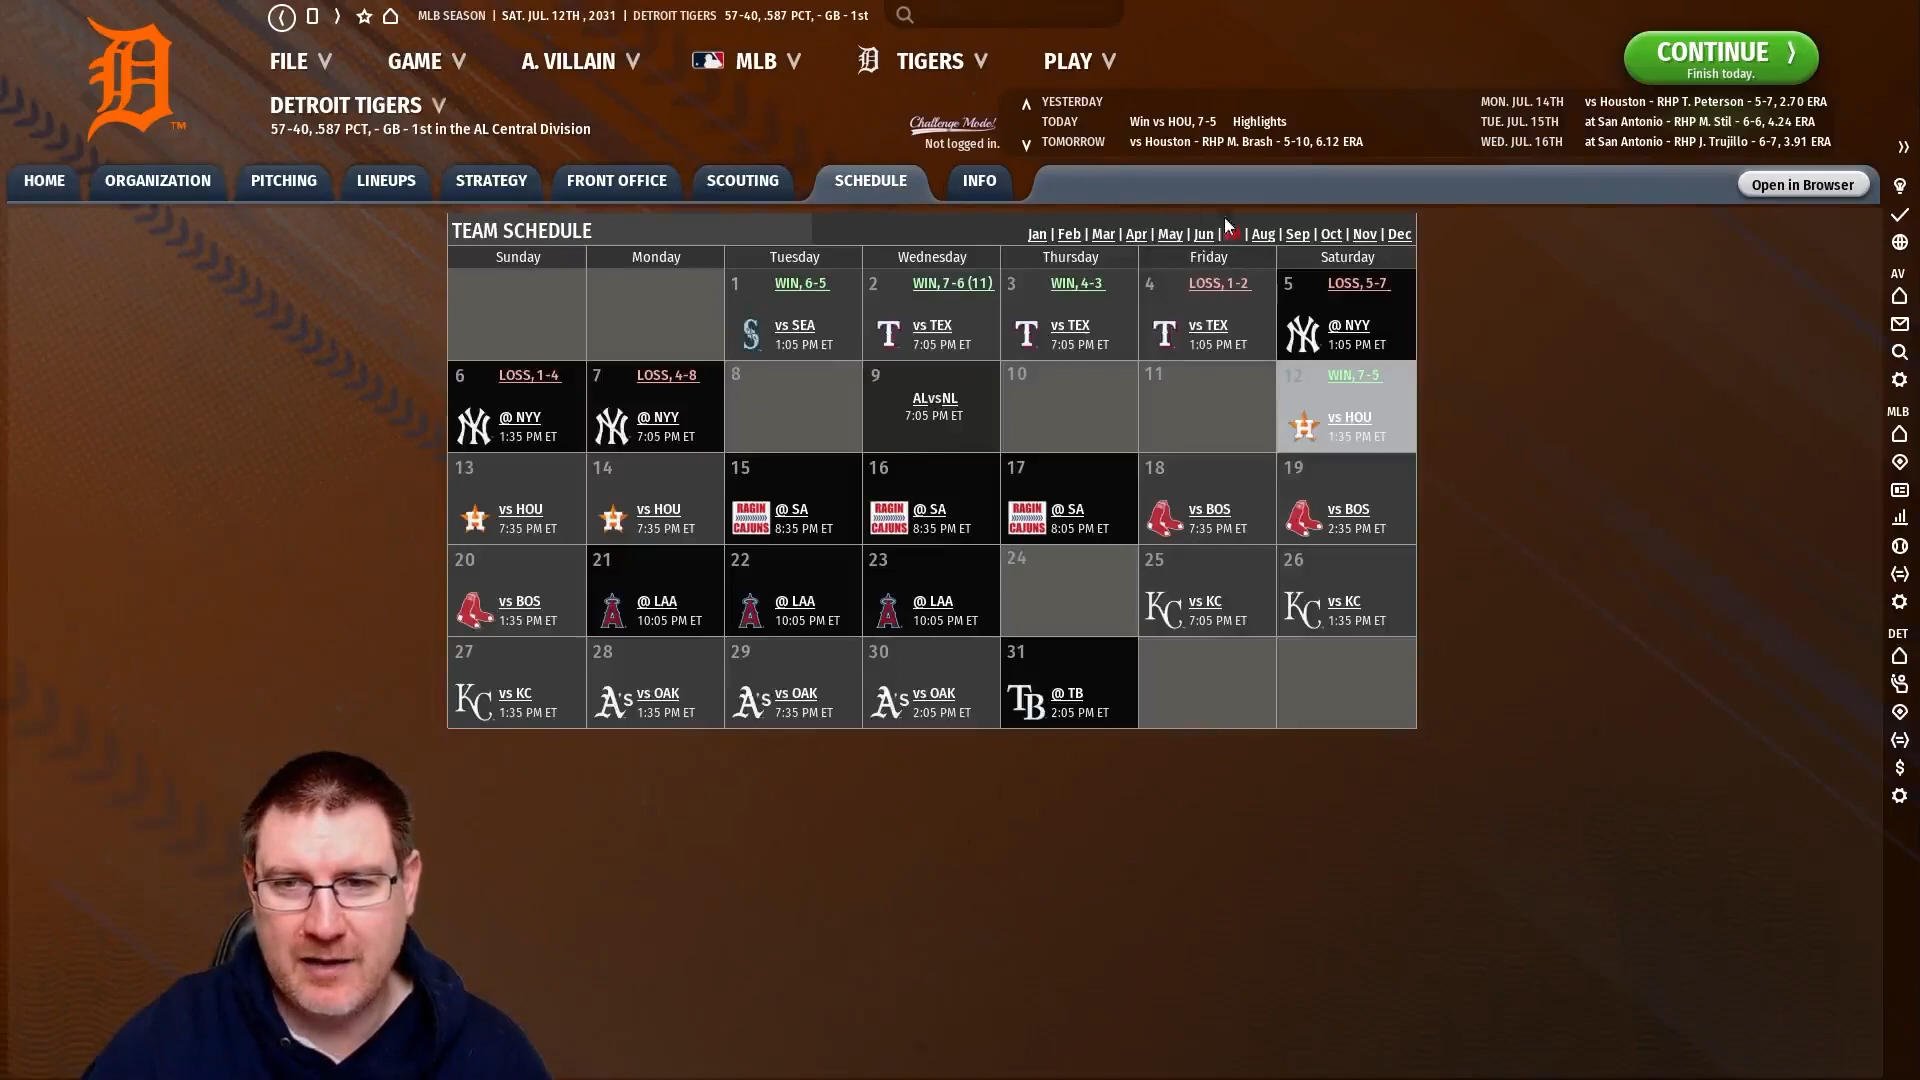 MLB SEASON | SAT. JUL. 12TH , 2031 | DETROIT TIGERS 57-40, .587 PCT, - GB - 1st
FILE GAME A. VILLAIN MLB TIGERS PLAY
CONTINUE
Finish today.
DETROIT TIGERS
57-40, .587 PCT, - GB - 1st in the AL Central Division
Challenge Mode!
Not logged in.
YESTERDAY
TODAY Win vs HOU, 7-5 Highlights
TOMORROW vs Houston - RHP M. Brash - 5-10, 6.12 ERA
MON. JUL. 14TH vs Houston - RHP T. Peterson - 5-7, 2.70 ERA
TUE. JUL. 15TH at San Antonio - RHP M. Stil - 6-6, 4.24 ERA
WED. JUL. 16TH at San Antonio - RHP J. Trujillo - 6-7, 3.91 ERA
HOME ORGANIZATION PITCHING LINEUPS STRATEGY FRONT OFFICE SCOUTING SCHEDULE INFO
Open in Browser
TEAM SCHEDULE
Jan | Feb | Mar | Apr | May | Jun | | Aug | Sep | Oct | Nov | Dec
Sunday Monday Tuesday Wednesday Thursday Friday Saturday
1 WIN, 6-5 2 WIN, 7-6 (11) 3 WIN, 4-3 4 LOSS, 1-2 5 LOSS, 5-7
vs SEA vs TEX vs TEX vs TEX @ NYY
1:05 PM ET 7:05 PM ET 7:05 PM ET 1:05 PM ET 1:05 PM ET
6 LOSS, 1-4 7 LOSS, 4-8 8 9 10 11 12 WIN, 7-5
@ NYY @ NYY ALvsNL vs HOU
1:35 PM ET 7:05 PM ET 7:05 PM ET 1:35 PM ET
13 14 15 16 17 18 19
vs HOU vs HOU RAGIN CAJUNS @ SA RAGIN CAJUNS @ SA RAGIN CAJUNS @ SA vs BOS vs BOS
7:35 PM ET 7:35 PM ET 8:35 PM ET 8:35 PM ET 8:05 PM ET 7:35 PM ET 2:35 PM ET
20 21 22 23 24 25 26
vs BOS @ LAA @ LAA @ LAA KC vs KC KC vs KC
1:35 PM ET 10:05 PM ET 10:05 PM ET 10:05 PM ET 7:05 PM ET 1:35 PM ET
27 28 29 30 31
KC vs KC A's vs OAK A's vs OAK A's vs OAK TB @ TB
1:35 PM ET 1:35 PM ET 7:35 PM ET 2:05 PM ET 2:05 PM ET
AV
MLB
DET